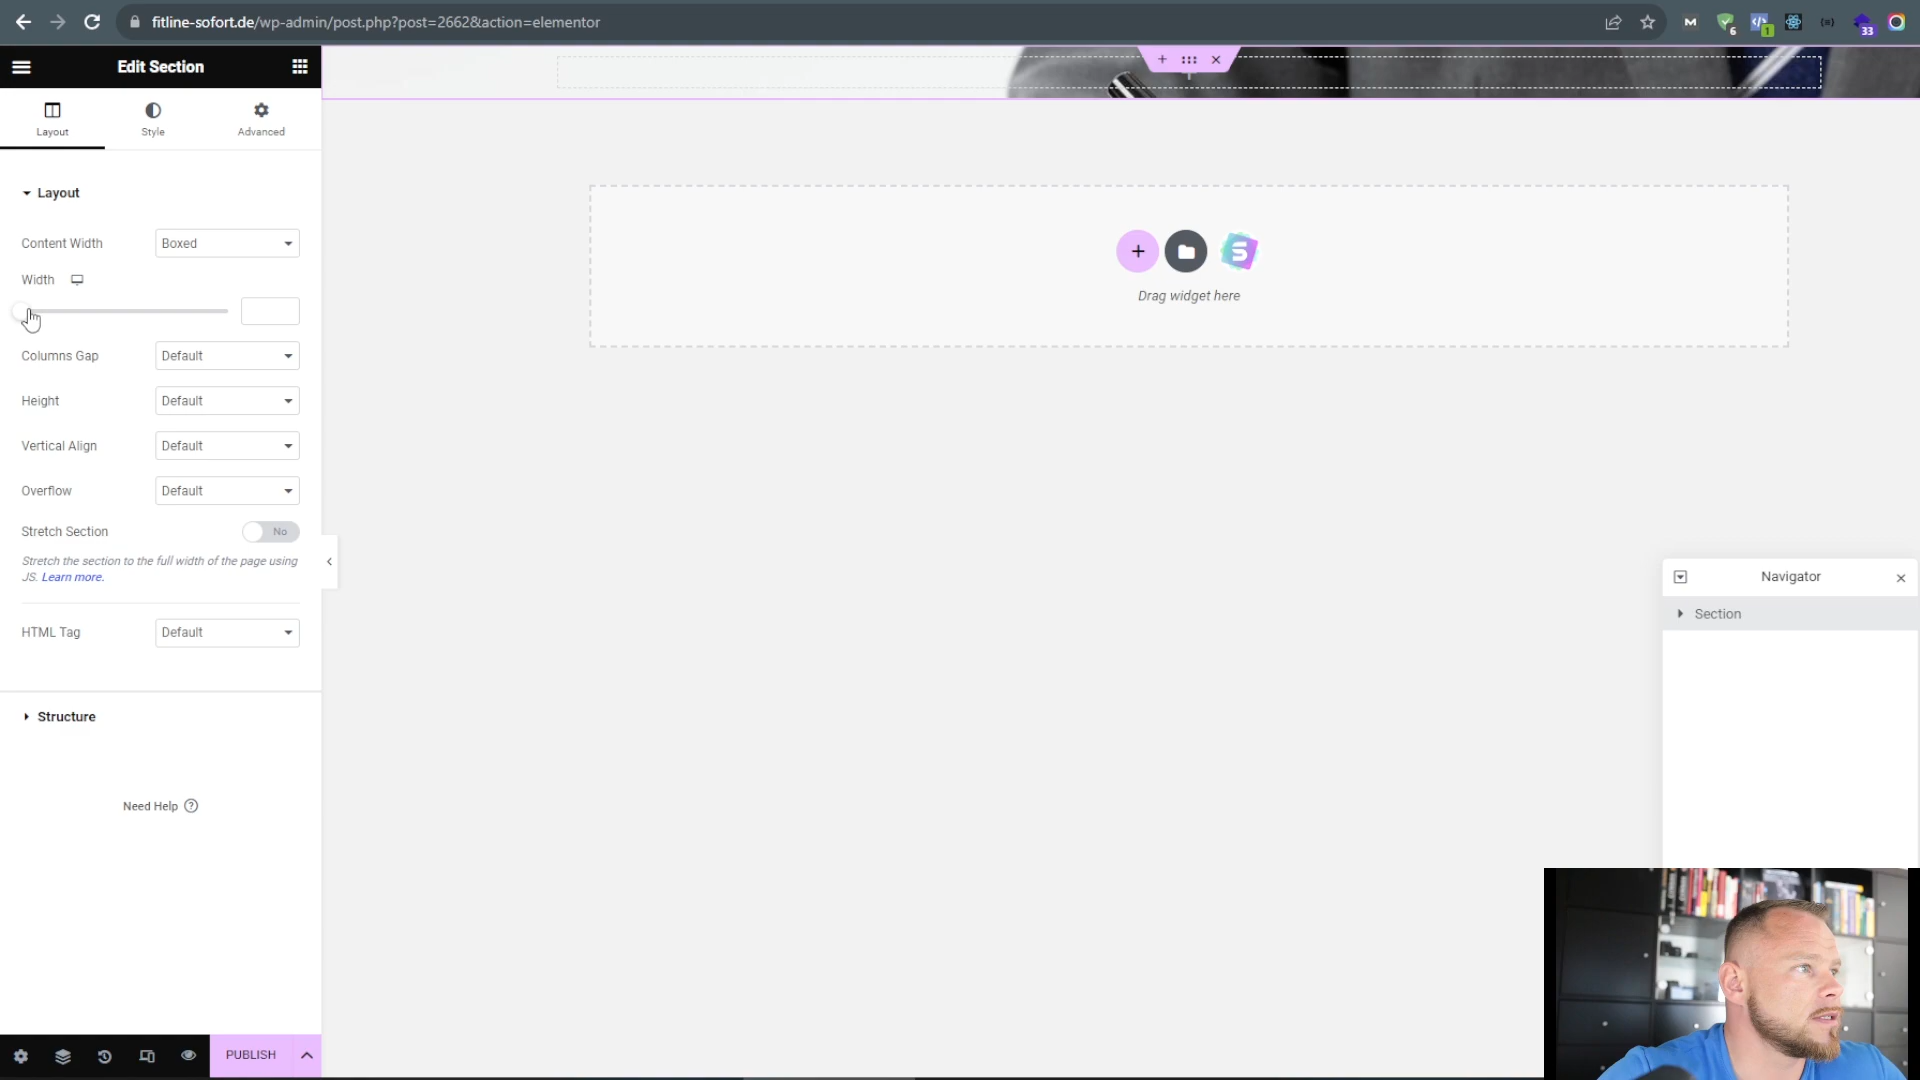 fitline-sofort.de/wp-admin/post.php?post=2662&action=elementor
6
1
33
Edit Section
Layout
Style
Advanced
Layout
Content Width
Boxed
Width
Columns Gap
Default
Height
Default
Vertical Align
Default
Overflow
Default
Stretch Section
No
Stretch the section to the full width of the page using
JS. Learn more.
HTML Tag
Default
Structure
Need Help
PUBLISH
Drag widget here
Navigator
Section